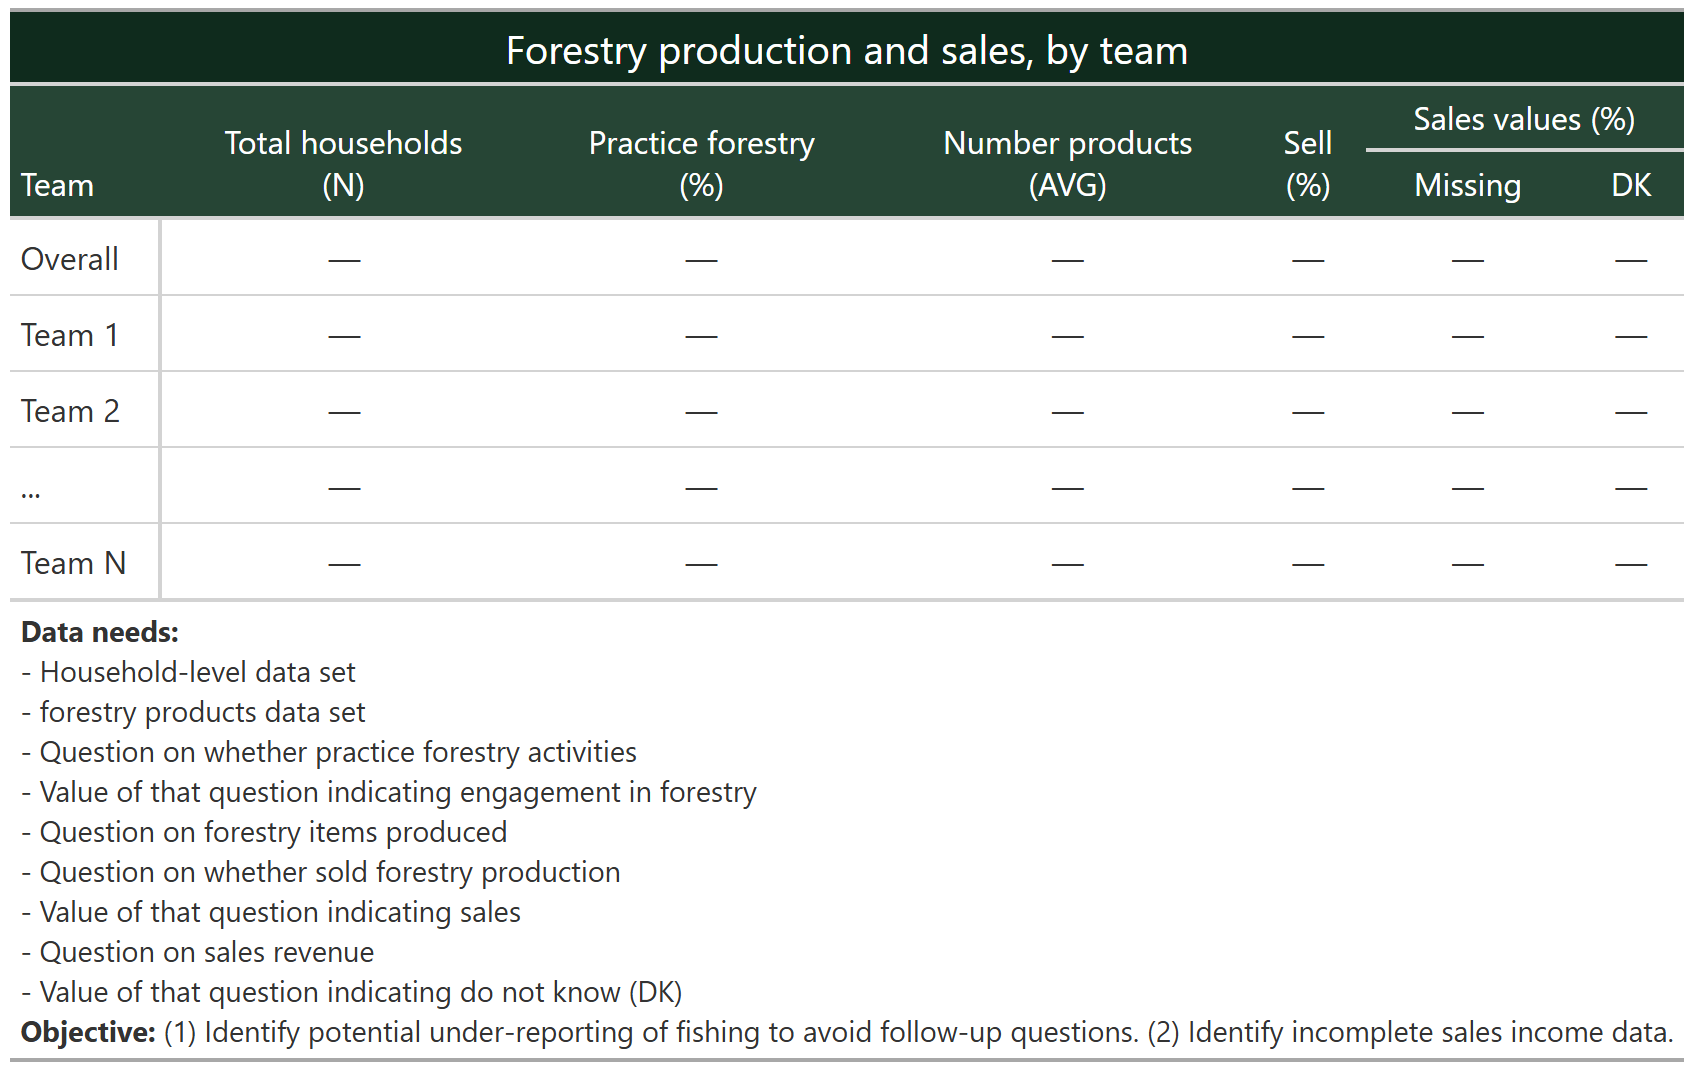 Forestry production and sales, by team
Team Total households (N) Practice forestry (%) Number products (AVG) Sell (%) Sales values (%) Missing DK
Overall — — — — — —
Team 1 — — — — — —
Team 2 — — — — — —
... — — — — — —
Team N — — — — — —
Data needs:
- Household-level data set
- forestry products data set
- Question on whether practice forestry activities
- Value of that question indicating engagement in forestry
- Question on forestry items produced
- Question on whether sold forestry production
- Value of that question indicating sales
- Question on sales revenue
- Value of that question indicating do not know (DK)
Objective: (1) Identify potential under-reporting of fishing to avoid follow-up questions. (2) Identify incomplete sales income data.